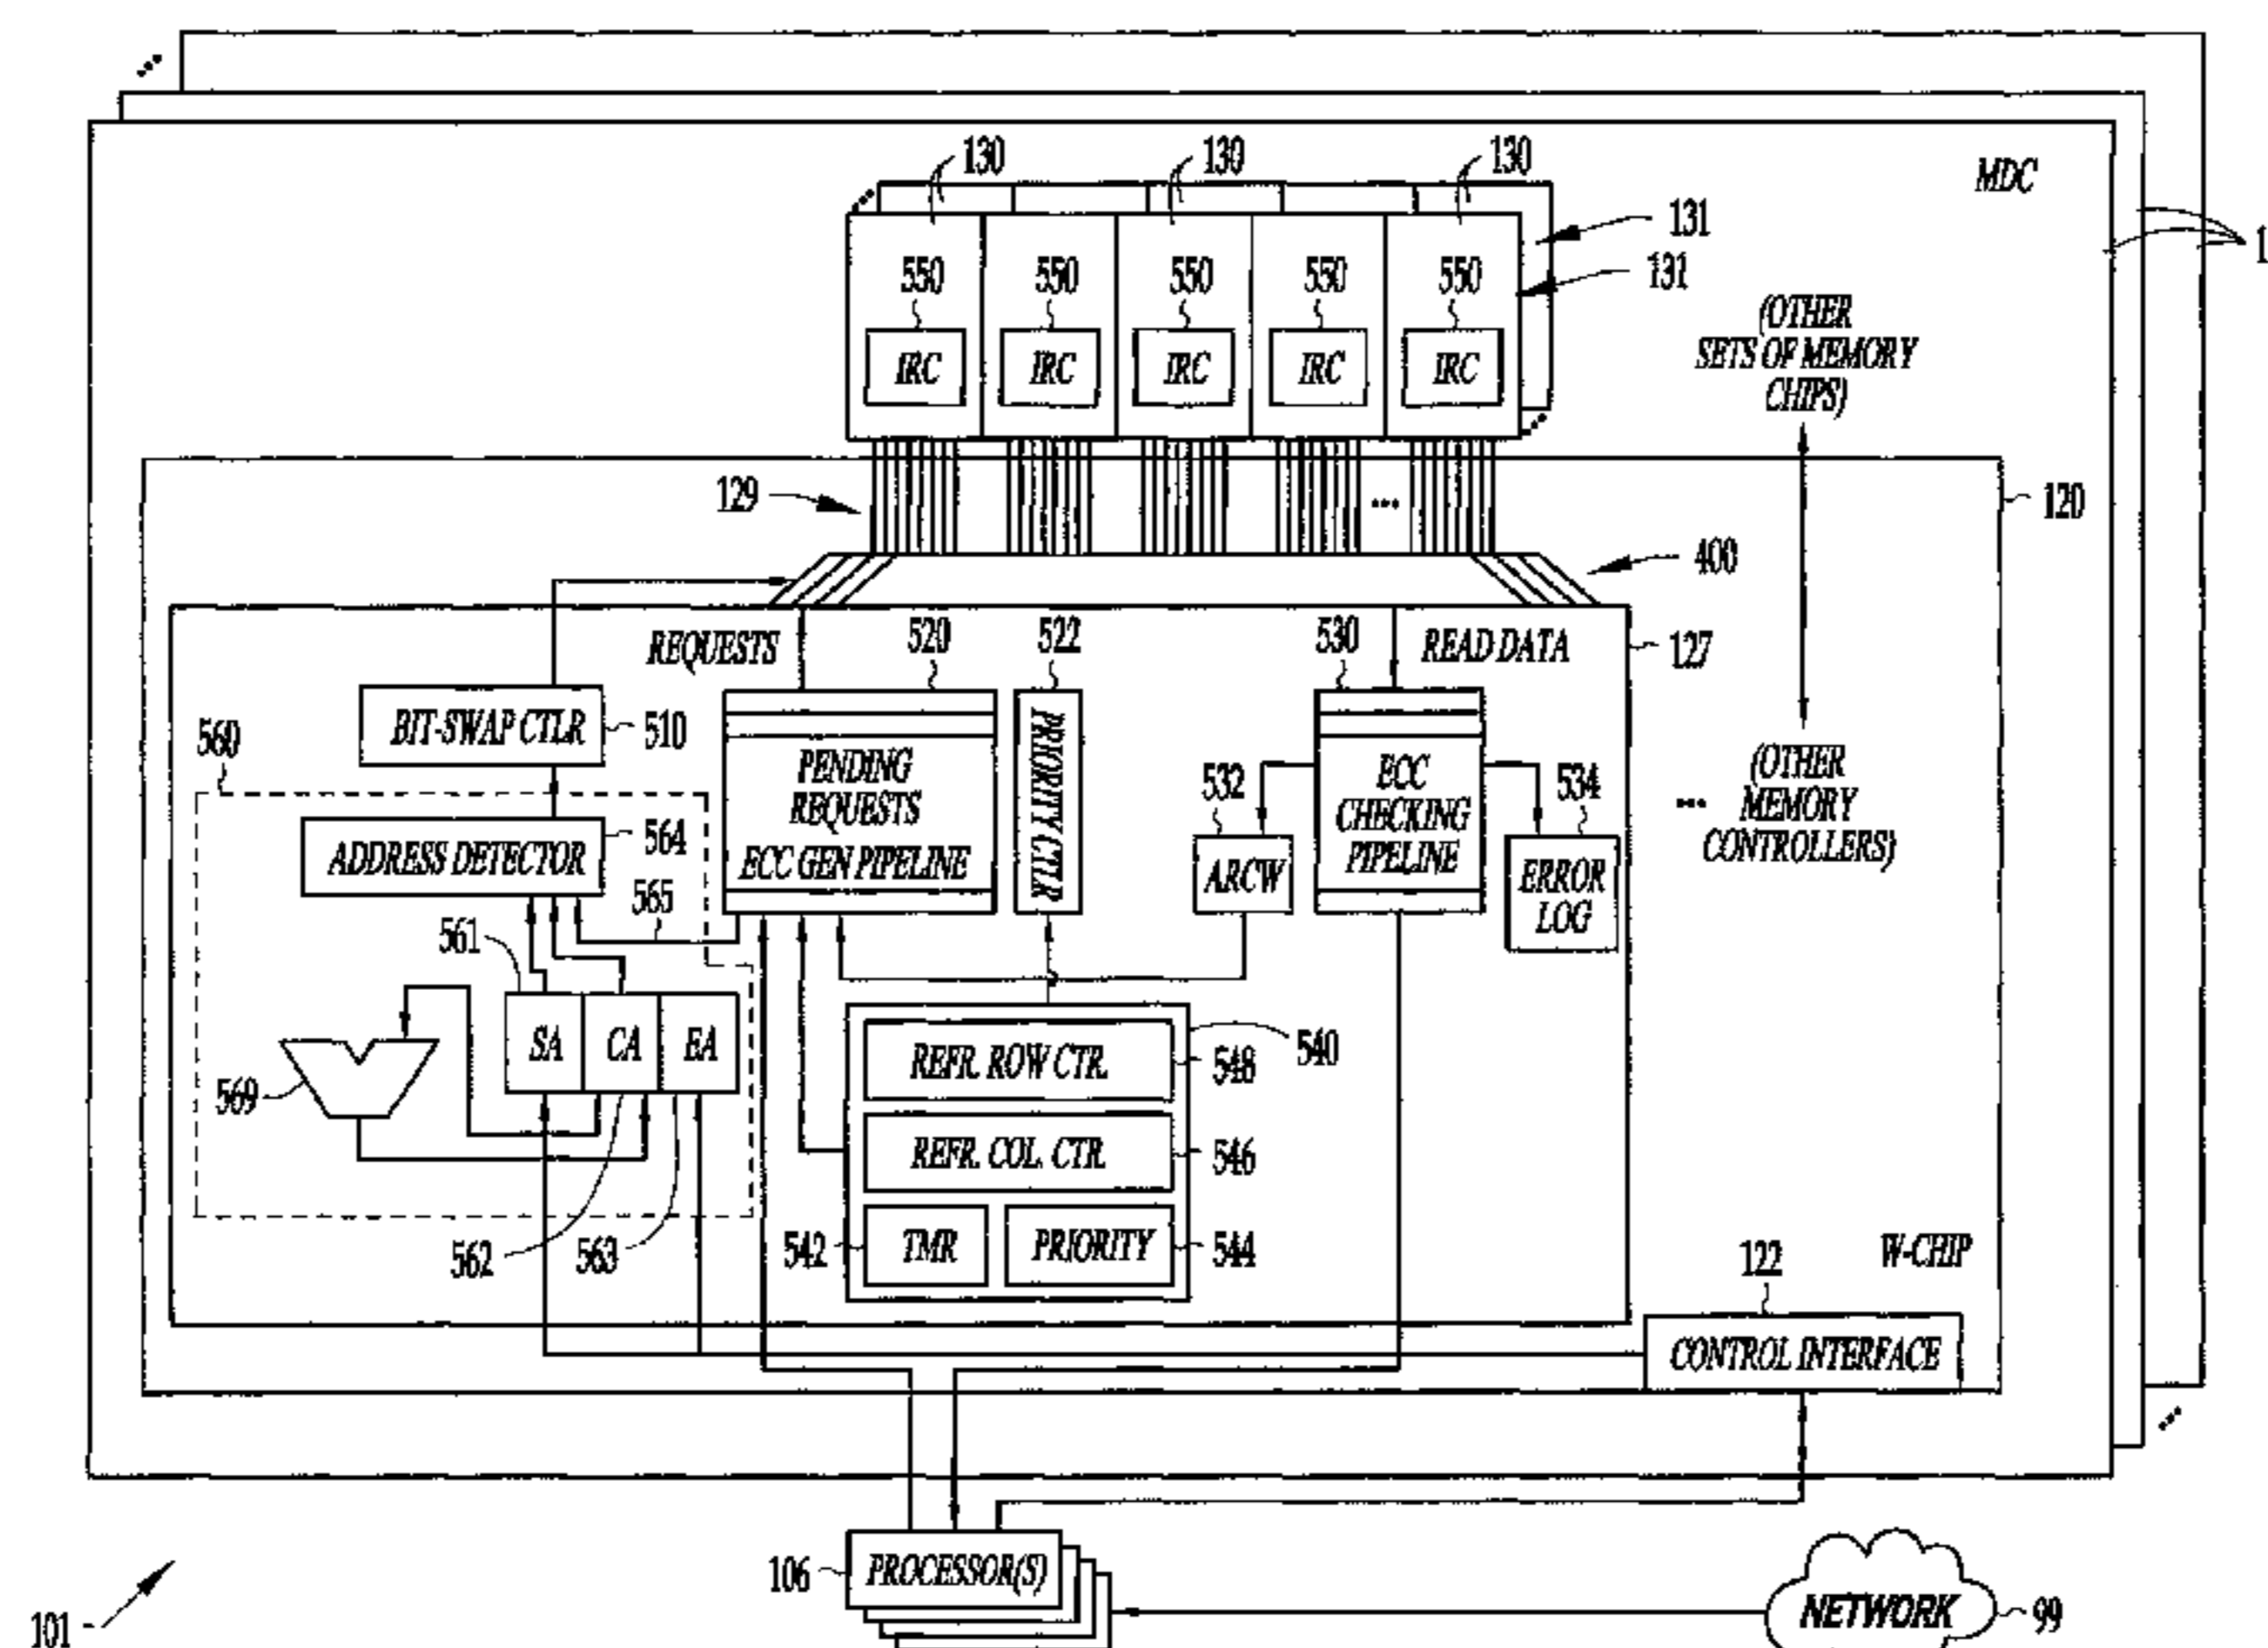 130
130
130
MDC
131
131
1
550
550
550
550
550
IRC
IRC
IRC
IRC
IRC
(OTHER
SETS OF MEMORY
CHIPS)
129
...
120
400
REQUESTS
520
522
530
READ DATA
127
560
BIT-SWAP CTLR
510
PENDING
REQUESTS
ECC GEN PIPELINE
PRIORITY CTLR
532
ECC
CHECKING
PIPELINE
534
... (OTHER
MEMORY
CONTROLLERS)
ADDRESS DETECTOR
564
565
ARCW
ERROR
LOG
561
SA
CA
EA
569
562
563
REFR. ROW CTR.
540
548
REFR. COL. CTR.
546
542
TMR
PRIORITY
544
122
W-CHIP
CONTROL INTERFACE
106
PROCESSOR(S)
NETWORK
99
101